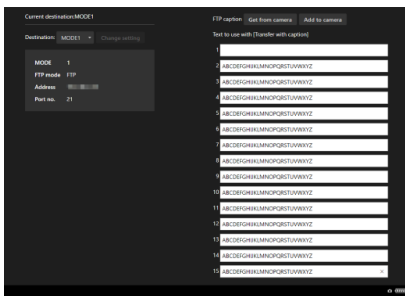 Current destination:MODE1
Destination: MODE1 Change setting
MODE 1
FTP mode FTP
Address
Port no. 21
FTP caption Get from camera Add to camera
Text to use with [Transfer with caption]
1
2 ABCDEFGHIJKLMNOPQRSTUVWXYZ
3 ABCDEFGHIJKLMNOPQRSTUVWXYZ
4 ABCDEFGHIJKLMNOPQRSTUVWXYZ
5 ABCDEFGHIJKLMNOPQRSTUVWXYZ
6 ABCDEFGHIJKLMNOPQRSTUVWXYZ
7 ABCDEFGHIJKLMNOPQRSTUVWXYZ
8 ABCDEFGHIJKLMNOPQRSTUVWXYZ
9 ABCDEFGHIJKLMNOPQRSTUVWXYZ
10 ABCDEFGHIJKLMNOPQRSTUVWXYZ
11 ABCDEFGHIJKLMNOPQRSTUVWXYZ
12 ABCDEFGHIJKLMNOPQRSTUVWXYZ
13 ABCDEFGHIJKLMNOPQRSTUVWXYZ
14 ABCDEFGHIJKLMNOPQRSTUVWXYZ
15 ABCDEFGHIJKLMNOPQRSTUVWXYZ ×